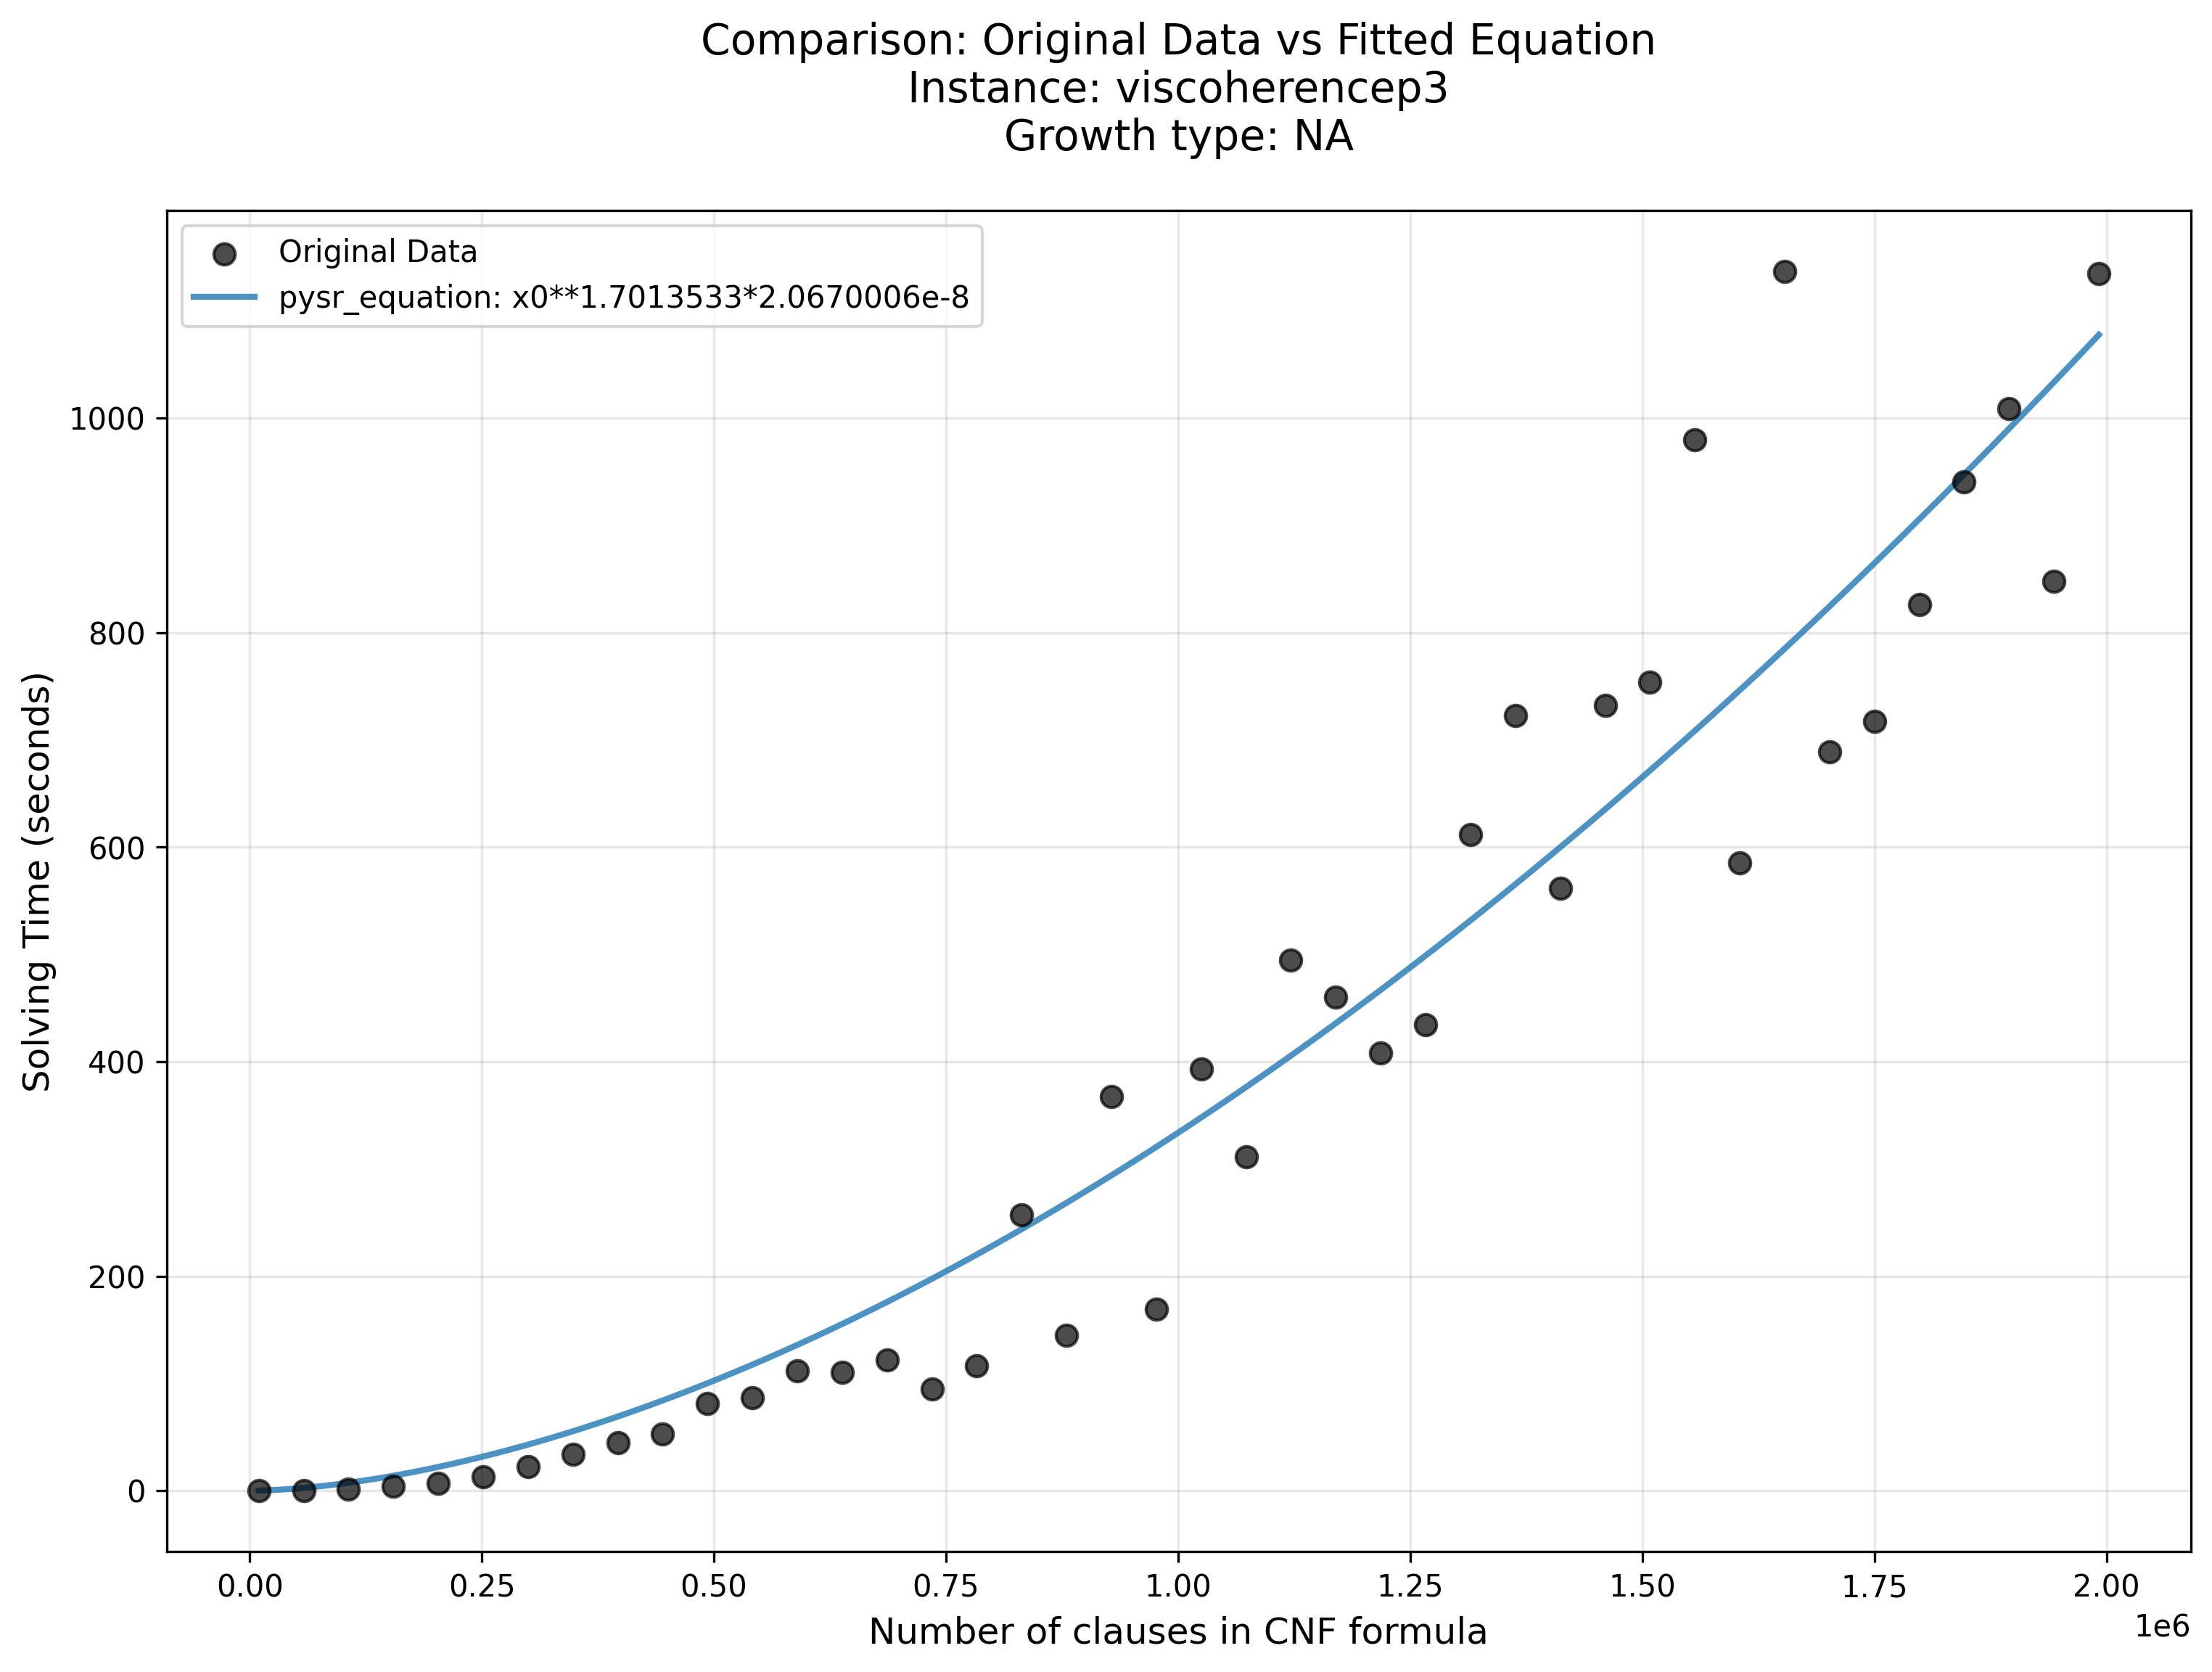 Comparison: Original Data vs Fitted Equation
Instance: viscoherencep3
Growth type: NA
Original Data
pysr_equation: x0**1.7013533*2.0670006e-8
Solving Time (seconds)
1000
800
600
400
200
0
0.00 0.25 0.50 0.75 1.00 1.25 1.50 1.75 2.00
1e6
Number of clauses in CNF formula